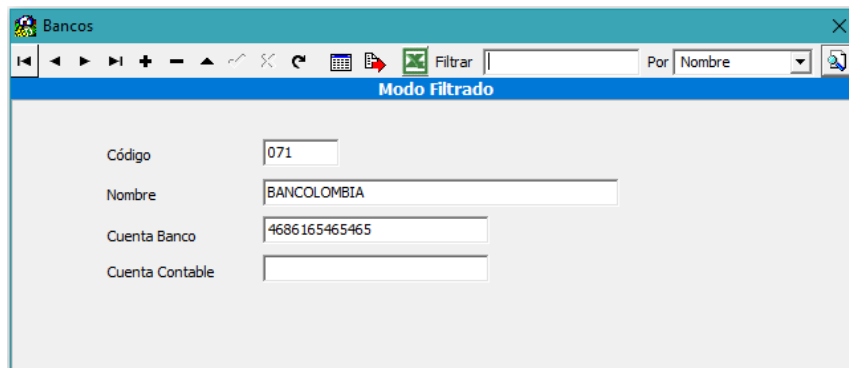 Bancos
Filtrar Por Nombre
Modo Filtrado
Código 071
Nombre BANCOLOMBIA
Cuenta Banco 4686165465465
Cuenta Contable